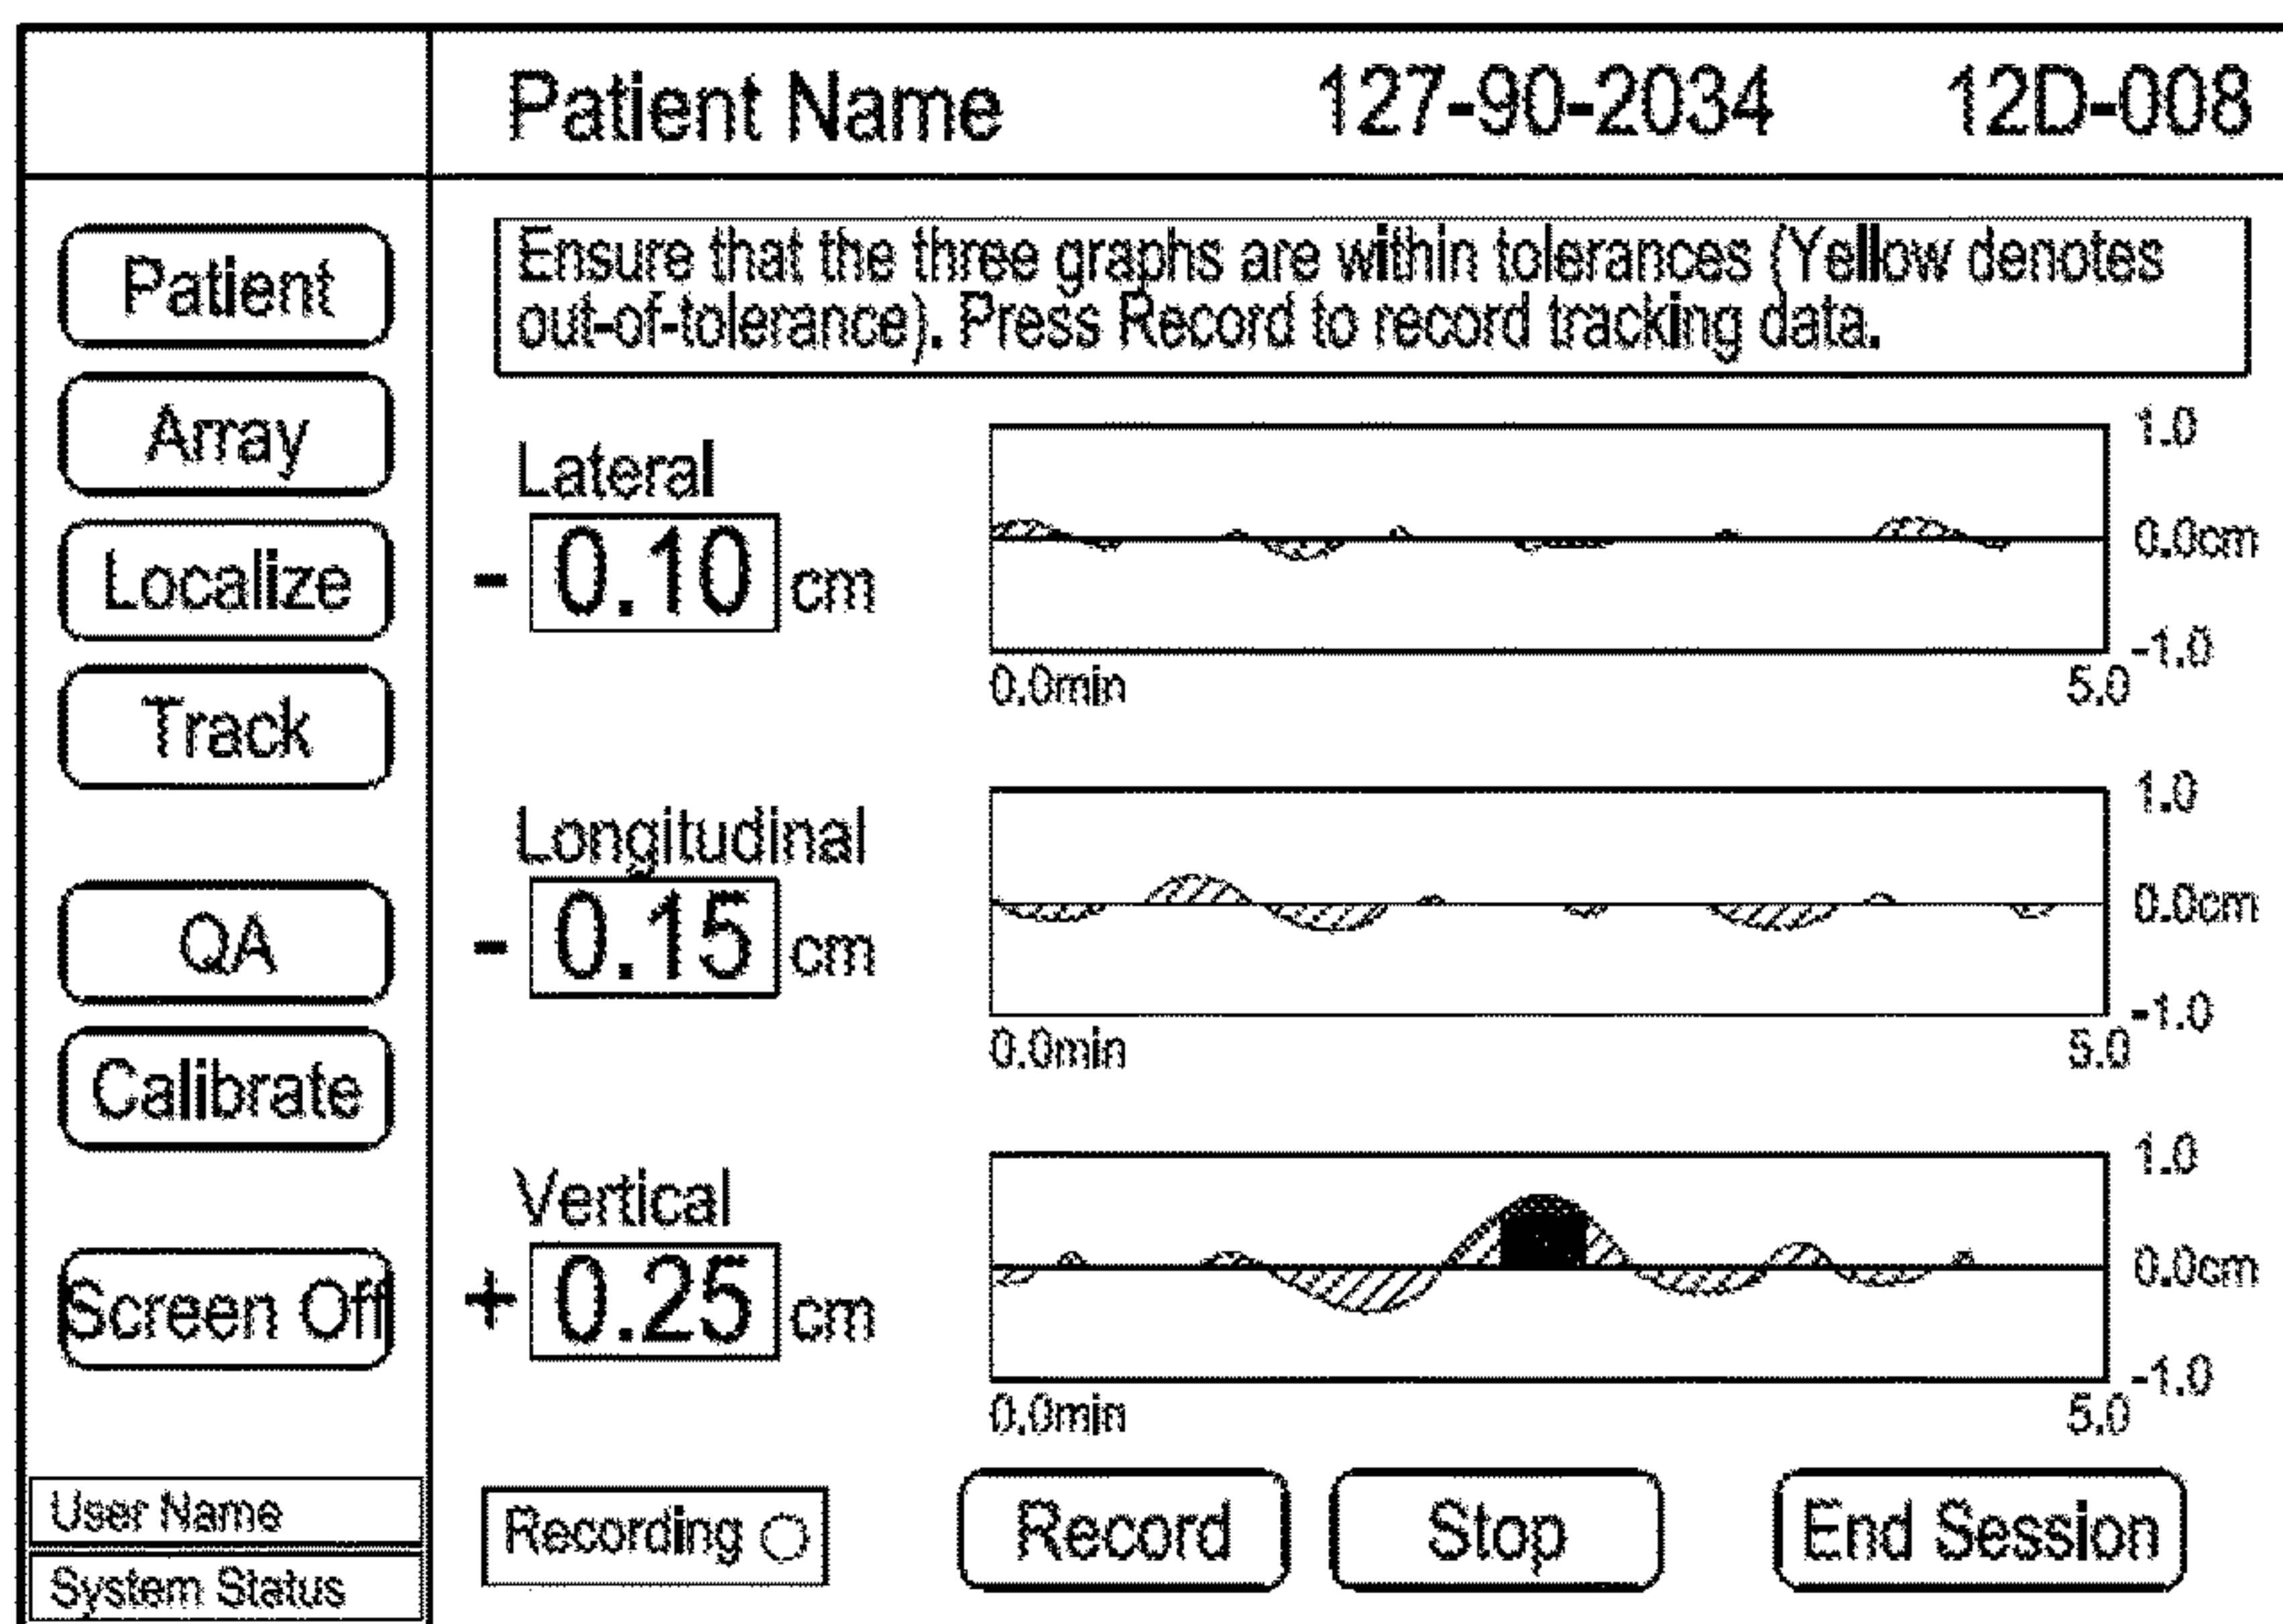 Patient Name 127-90-2034 12D-008
Patient
Array
Localize
Track
QA
Calibrate
Screen Off
User Name
System Status
Ensure that the three graphs are within tolerances (Yellow denotes
out-of-tolerance). Press Record to record tracking data.
Lateral
- 0.10 cm
1.0
0.0cm
-1.0
0.0min 5.0
Longitudinal
- 0.15 cm
1.0
0.0cm
-1.0
0.0min 5.0
Vertical
+ 0.25 cm
1.0
0.0cm
-1.0
0.0min 5.0
Recording
Record
Stop
End Session